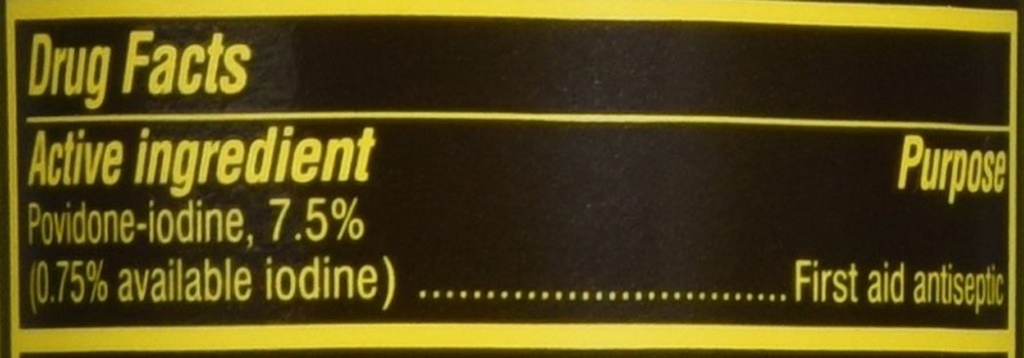 Drug Facts
Active ingredient Purpose
Povidone-iodine, 7.5%
(0.75% available iodine) .............................. First aid antiseptic